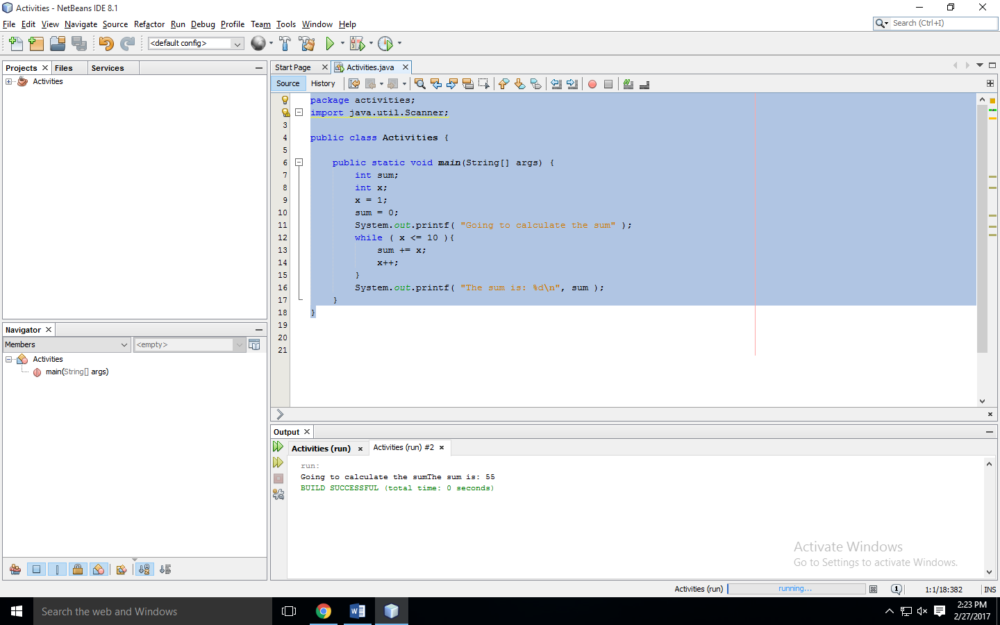 Activities - NetBeans IDE 8.1
File Edit View Navigate Source Refactor Run Debug Profile Team Tools Window Help
Search (Ctrl+I)
<default config>
Projects Files Services
Activities
Start Page Activities.java
Source History
package activities;
import java.util.Scanner;
3
4 public class Activities {
5
6 public static void main(String[] args) {
7 int sum;
8 int x;
9 x = 1;
10 sum = 0;
11 System.out.printf( "Going to calculate the sum" );
12 while ( x <= 10 ){
13 sum += x;
14 x++;
15 }
16 System.out.printf( "The sum is: %d\n", sum );
17 }
18 }
19
20
21
Navigator
Members <empty>
Activities
main(String[] args)
Output
Activities (run) Activities (run) #2
run:
Going to calculate the sumThe sum is: 55
BUILD SUCCESSFUL (total time: 0 seconds)
Activate Windows
Go to Settings to activate Windows.
Activities (run) running... 1 1:1/18:382 INS
Search the web and Windows
2:23 PM
2/27/2017